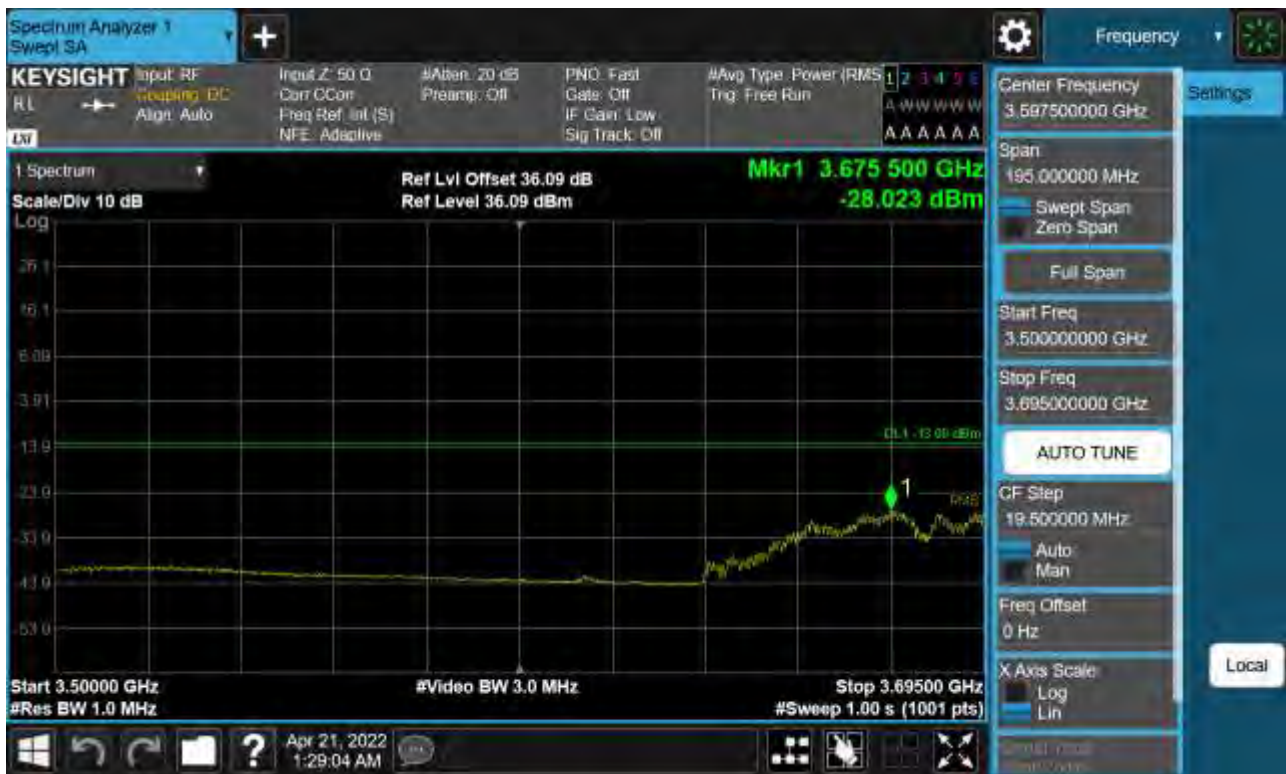 Spectrum Analyzer 1
Swept SA
+
Frequency
KEYSIGHT
RL
Input: RF
Coupling: DC
Align: Auto
Input Z: 50 Ω
Corr CCorr
Freq Ref: Int (S)
NFE: Adaptive
#Atten: 20 dB
Preamp: Off
PNO: Fast
Gate: Off
IF Gain: Low
Sig Track: Off
#Avg Type: Power (RMS
Trig: Free Run
1 2 3 4 5 6
A W W W W W
A A A A A A
LXI
1 Spectrum
Scale/Div 10 dB
Ref Lvl Offset 36.09 dB
Ref Level 36.09 dBm
Mkr1 3.675 500 GHz
-28.023 dBm
Log
26.1
16.1
6.09
-3.91
-13.9
-23.9
-33.9
-43.9
-53.9
DL1 -13.00 dBm
1
RMS
Start 3.50000 GHz
#Res BW 1.0 MHz
#Video BW 3.0 MHz
Stop 3.69500 GHz
#Sweep 1.00 s (1001 pts)
Center Frequency
3.597500000 GHz
Settings
Span
195.000000 MHz
Swept Span
Zero Span
Full Span
Start Freq
3.500000000 GHz
Stop Freq
3.695000000 GHz
AUTO TUNE
CF Step
19.500000 MHz
Auto
Man
Freq Offset
0 Hz
X Axis Scale
Log
Lin
Local
?
Apr 21, 2022
1:29:04 AM